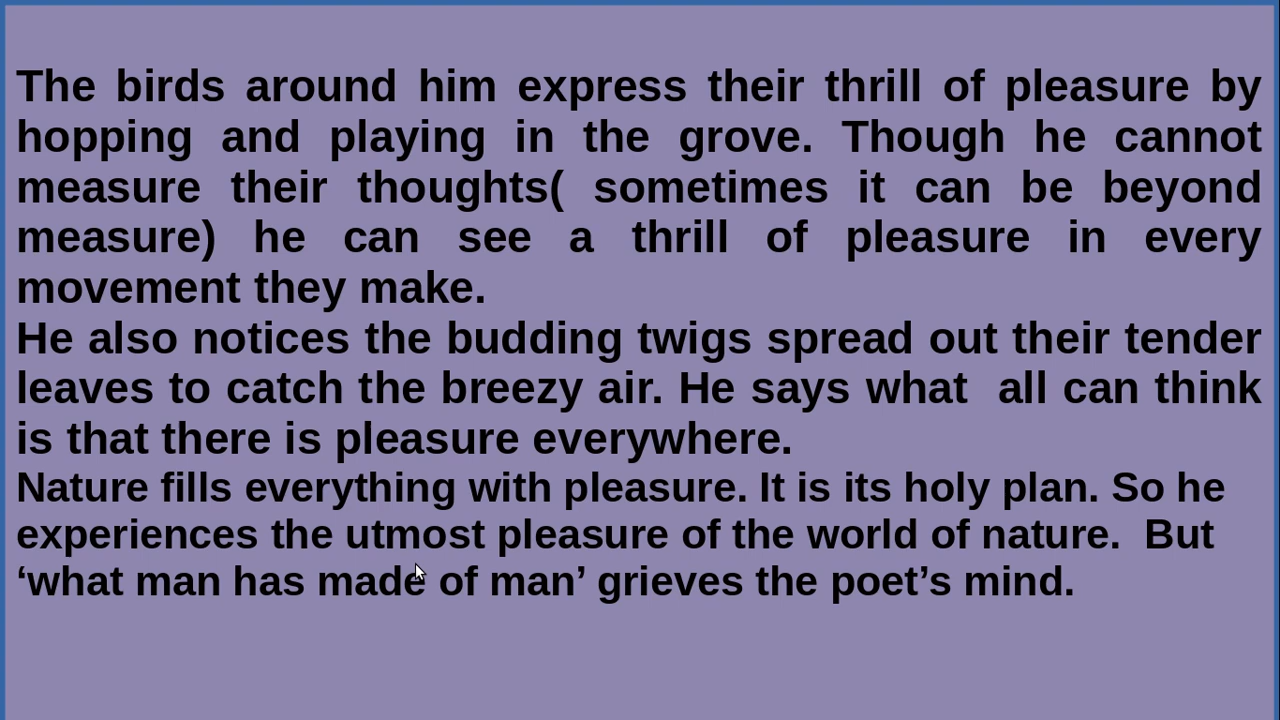 The birds around him express their thrill of pleasure by
hopping and playing in the grove. Though he cannot
measure their thoughts( sometimes it can be beyond
measure) he can see a thrill of pleasure in every
movement they make.
He also notices the budding twigs spread out their tender
leaves to catch the breezy air. He says what  all can think
is that there is pleasure everywhere.
Nature fills everything with pleasure. It is its holy plan. So he
experiences the utmost pleasure of the world of nature.  But
‘what man has made of man’ grieves the poet’s mind.